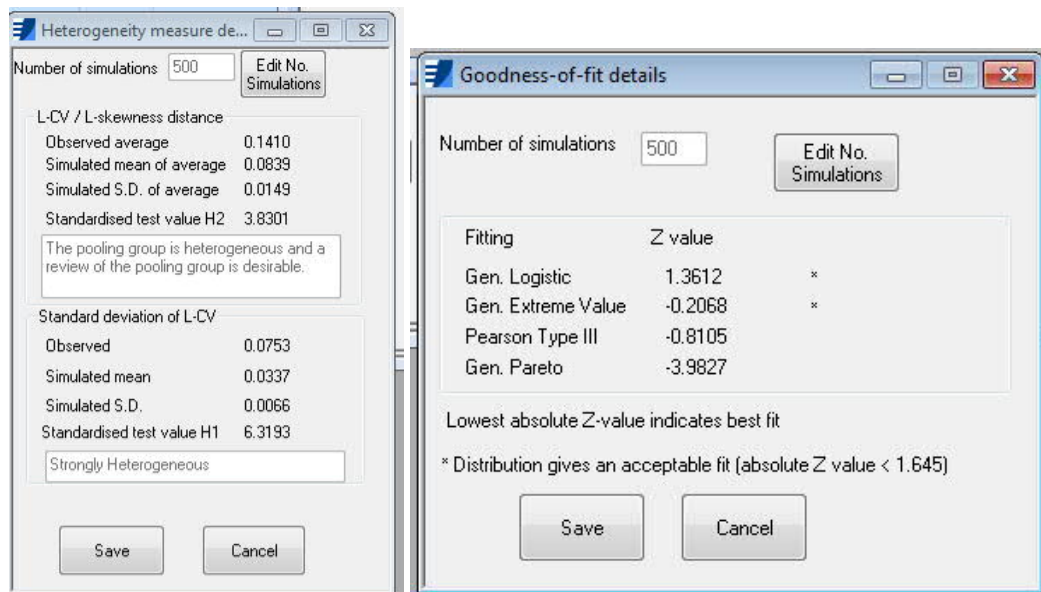 Heterogeneity measure de...
Number of simulations 500 Edit No. Simulations
L-CV / L-skewness distance
Observed average 0.1410
Simulated mean of average 0.0839
Simulated S.D. of average 0.0149
Standardised test value H2 3.8301
The pooling group is heterogeneous and a
review of the pooling group is desirable.
Standard deviation of L-CV
Observed 0.0753
Simulated mean 0.0337
Simulated S.D. 0.0066
Standardised test value H1 6.3193
Strongly Heterogeneous
Save Cancel
Goodness-of-fit details
Number of simulations 500 Edit No. Simulations
Fitting Z value
Gen. Logistic 1.3612 *
Gen. Extreme Value -0.2068 *
Pearson Type III -0.8105
Gen. Pareto -3.9827
Lowest absolute Z-value indicates best fit
* Distribution gives an acceptable fit (absolute Z value < 1.645)
Save Cancel